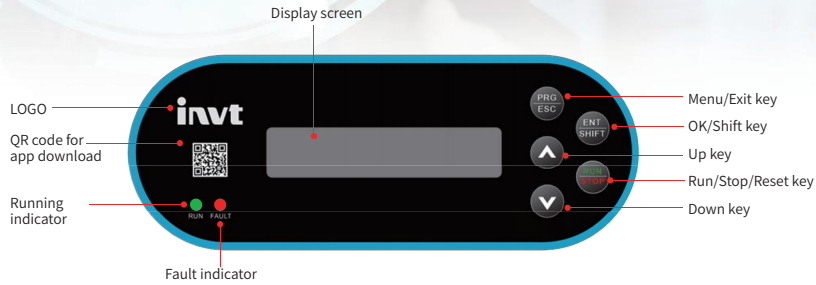 Display screen
LOGO
invt
QR code for
app download
Running
indicator
RUN
FAULT
Fault indicator
PRG
ESC
ENT
SHIFT
RUN
STOP
Menu/Exit key
OK/Shift key
Up key
Run/Stop/Reset key
Down key